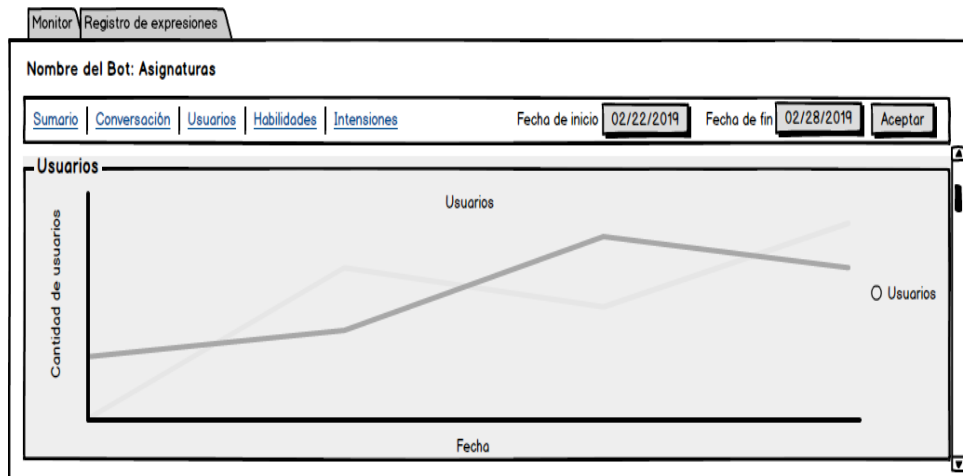 Monitor Registro de expresiones
Nombre del Bot: Asignaturas
Sumario Conversación Usuarios Habilidades Intensiones Fecha de inicio 02/22/2019 Fecha de fin 02/28/2019 Aceptar
Usuarios
Usuarios
Cantidad de usuarios
Usuarios
Fecha